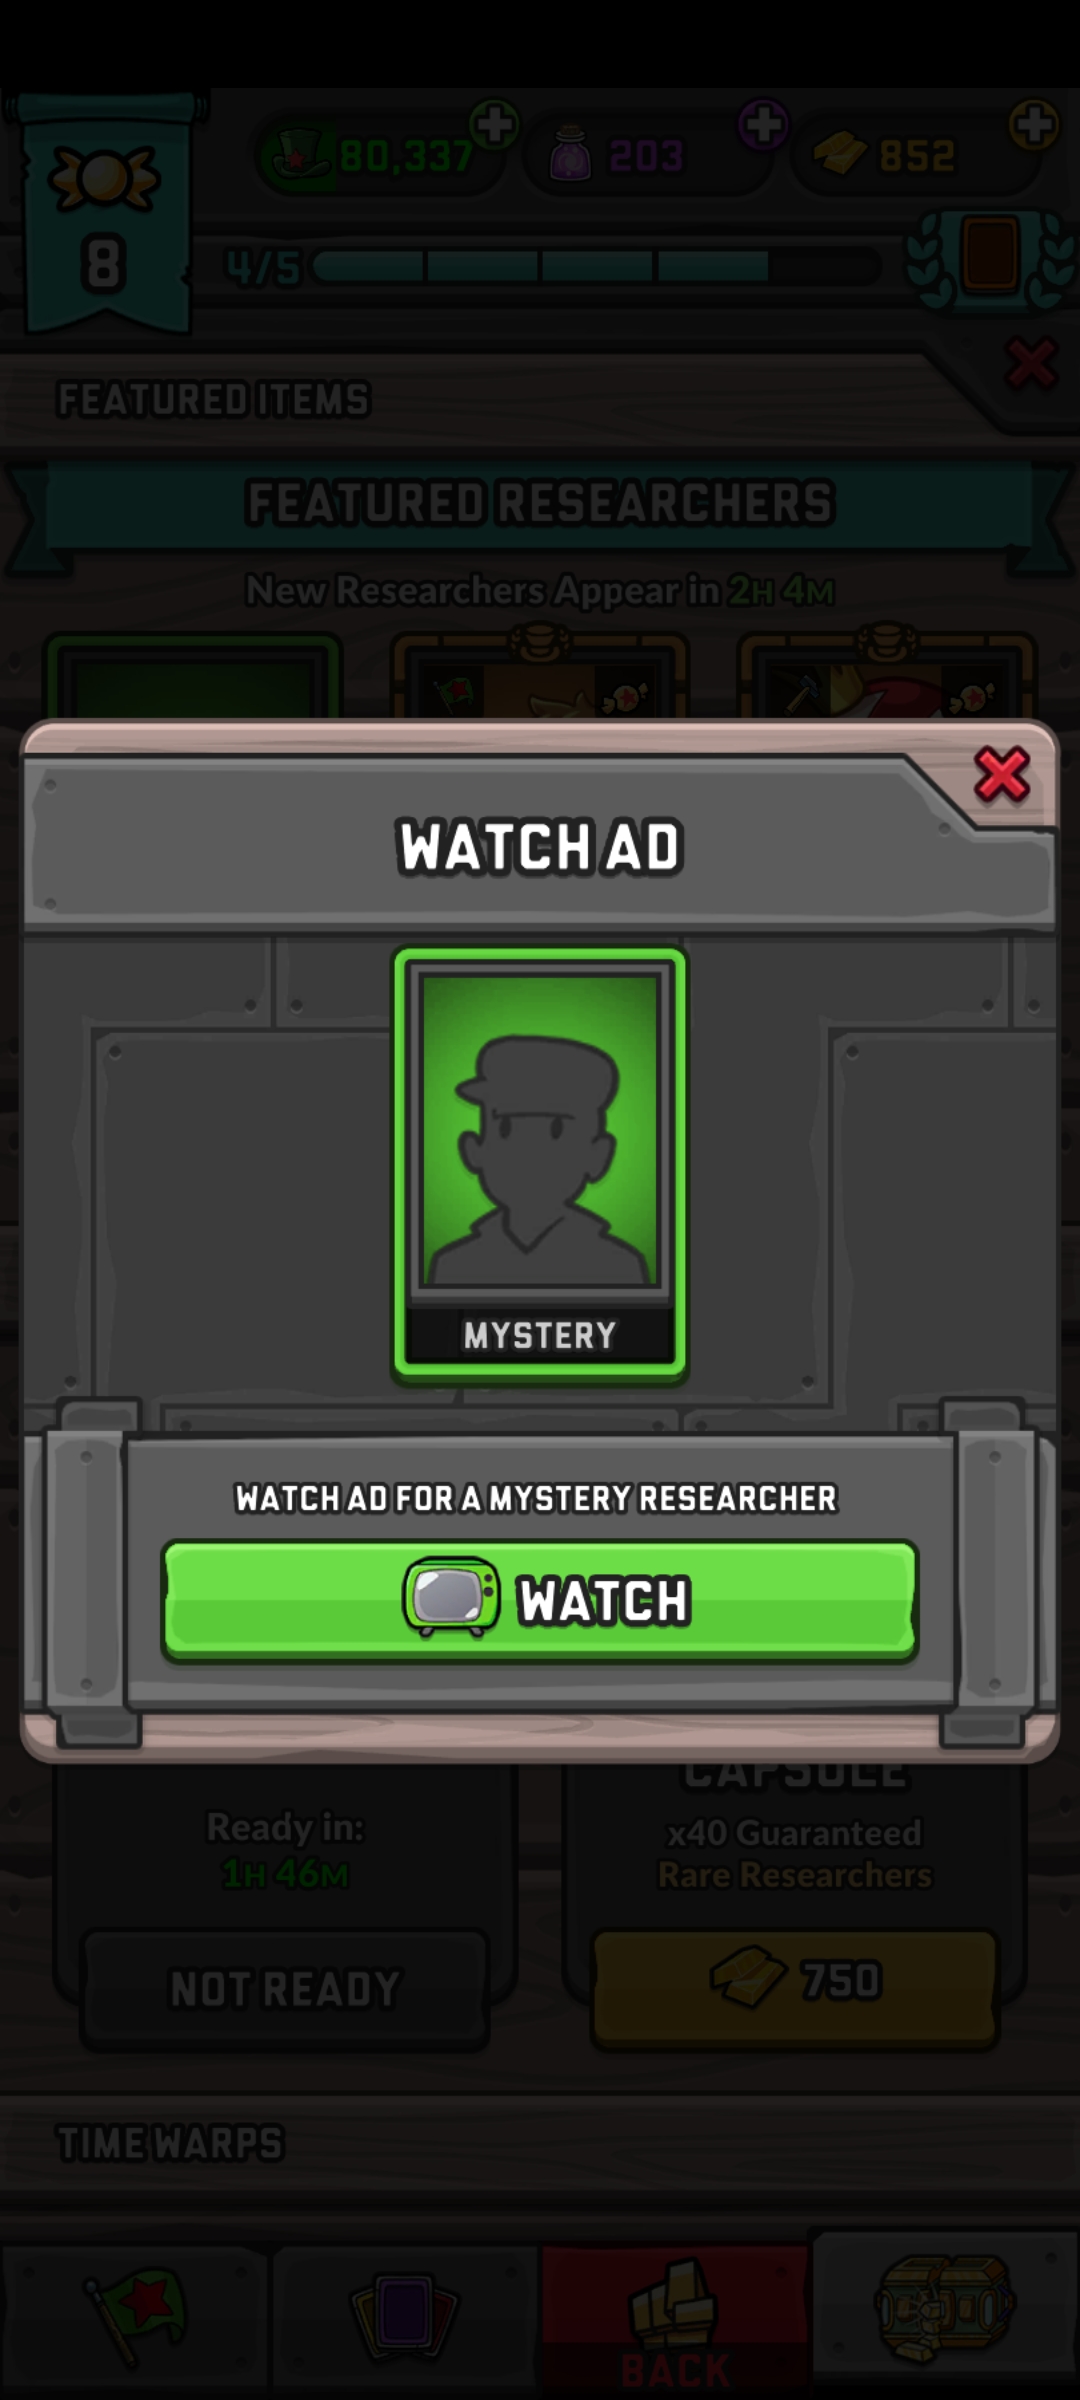 80,337
203
852
8
4/5
FEATURED ITEMS
FEATURED RESEARCHERS
New Researchers Appear in 2H 4M
WATCH AD
MYSTERY
WATCH AD FOR A MYSTERY RESEARCHER
WATCH
CAPSULE
Ready in:
1H 46M
x40 Guaranteed
Rare Researchers
NOT READY
750
TIME WARPS
BACK